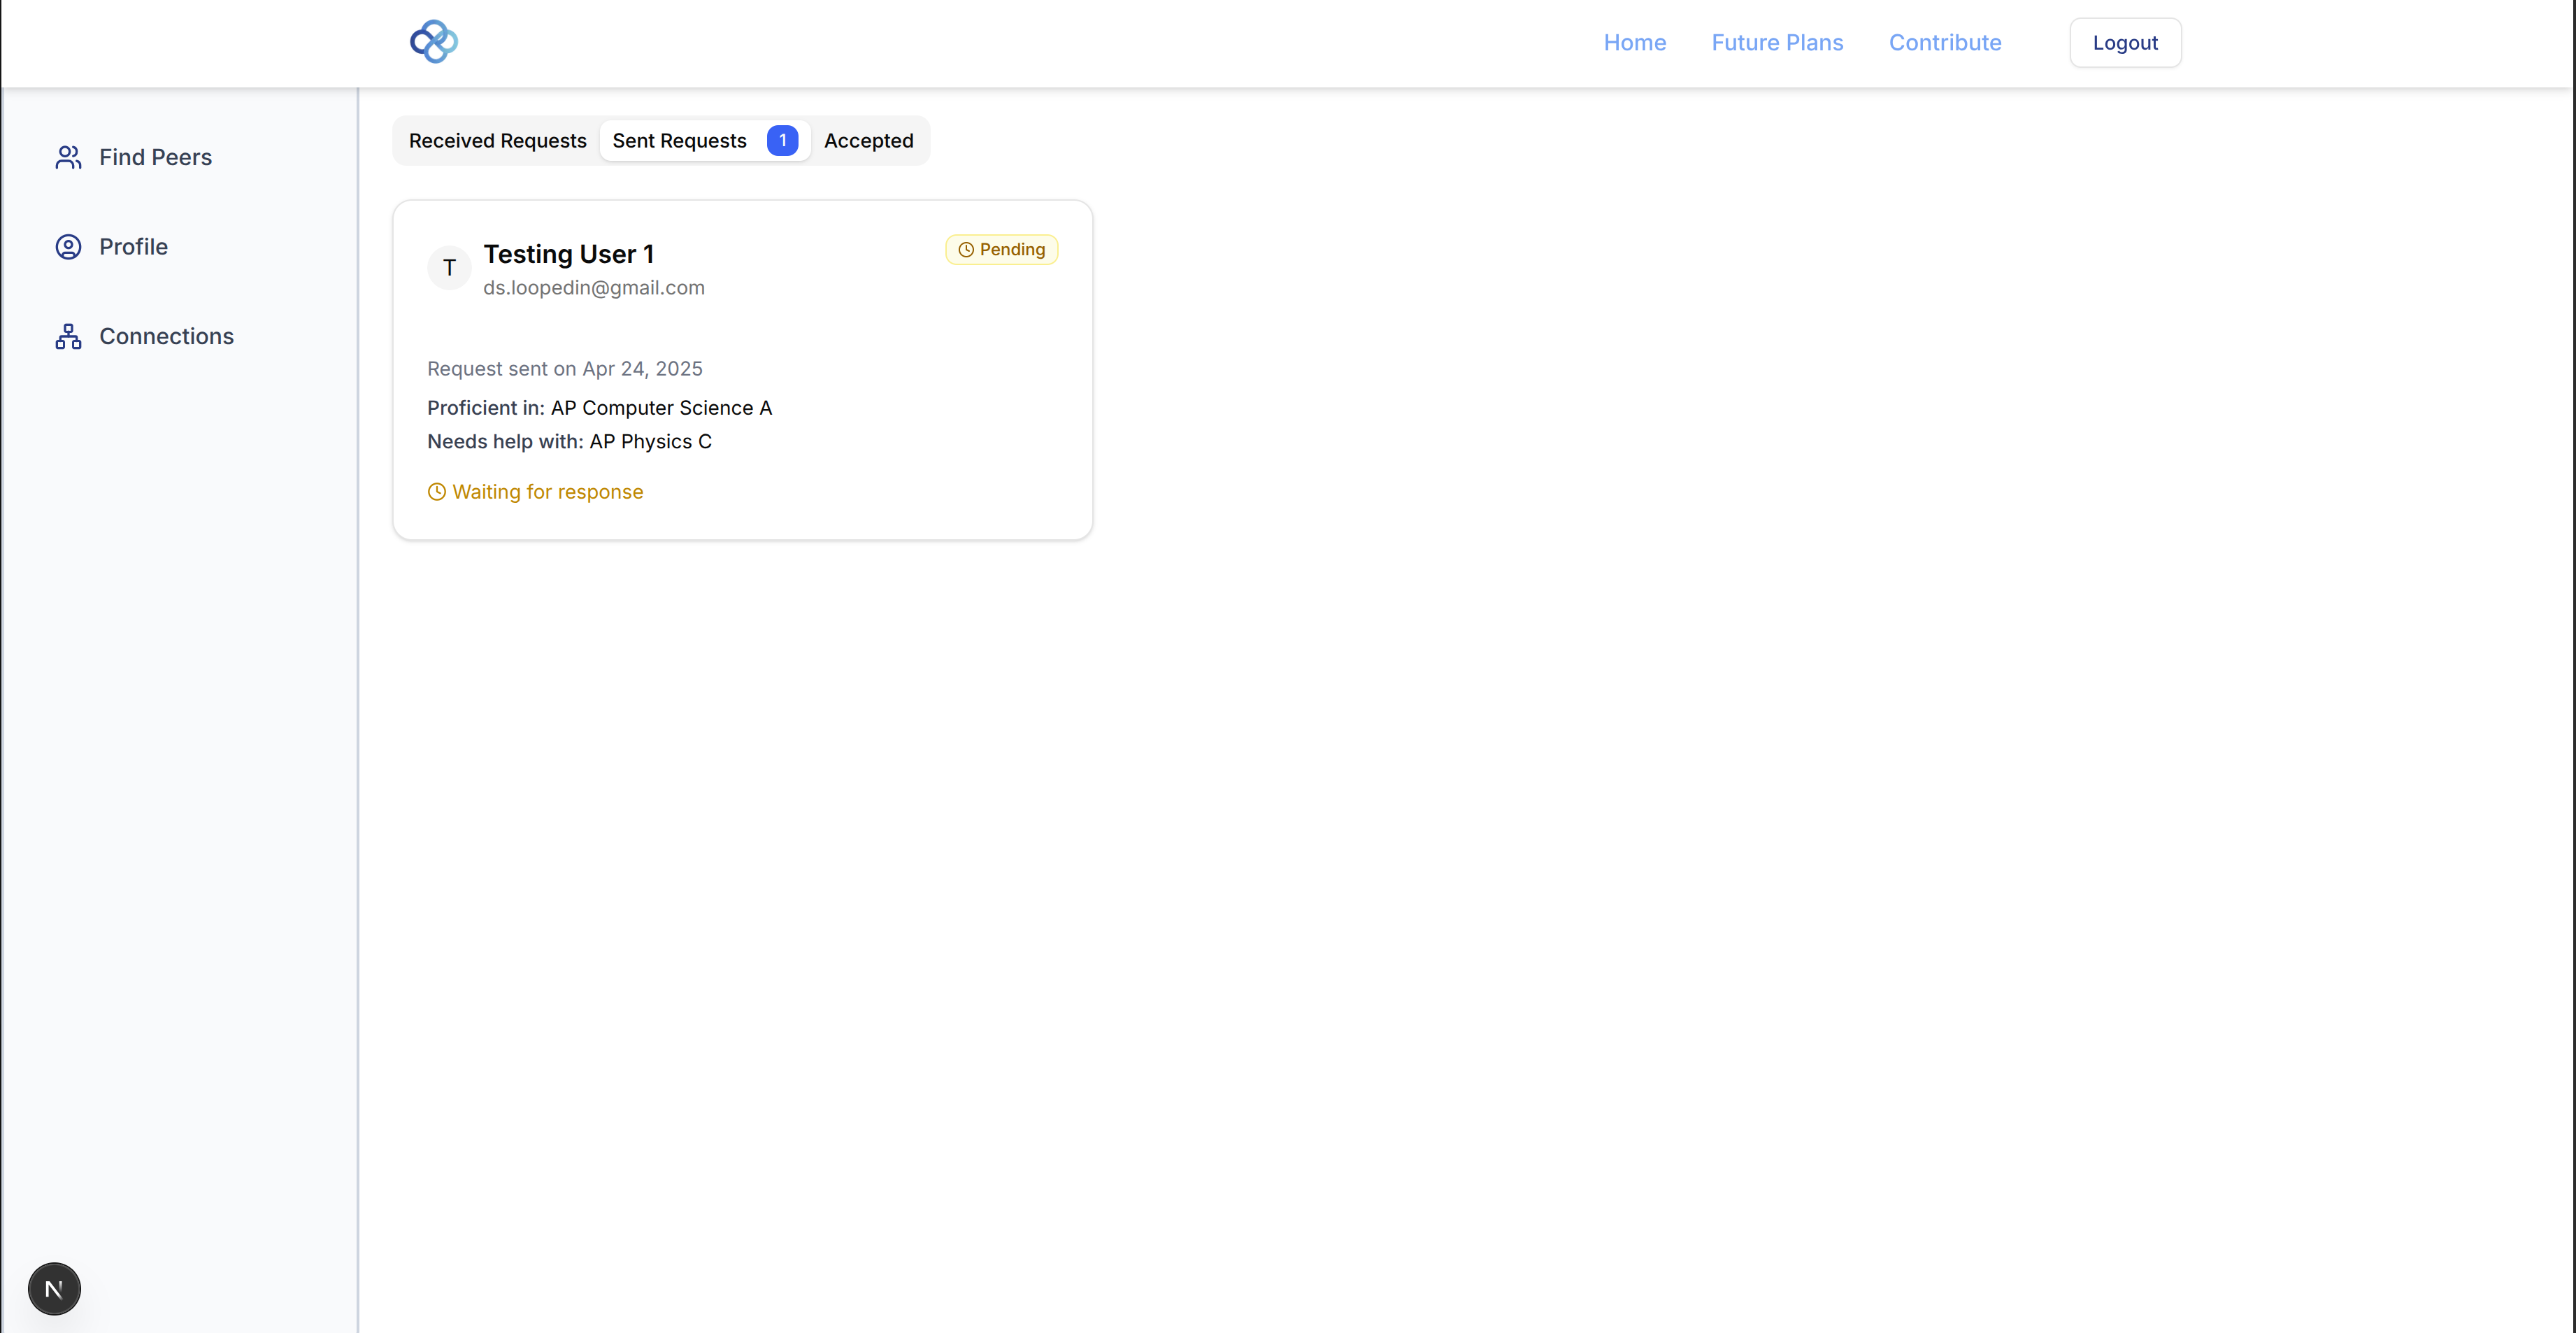 Home Future Plans Contribute Logout
Find Peers
Profile
Connections
Received Requests Sent Requests 1 Accepted
T
Testing User 1
Pending
ds.loopedin@gmail.com
Request sent on Apr 24, 2025
Proficient in: AP Computer Science A
Needs help with: AP Physics C
Waiting for response
N